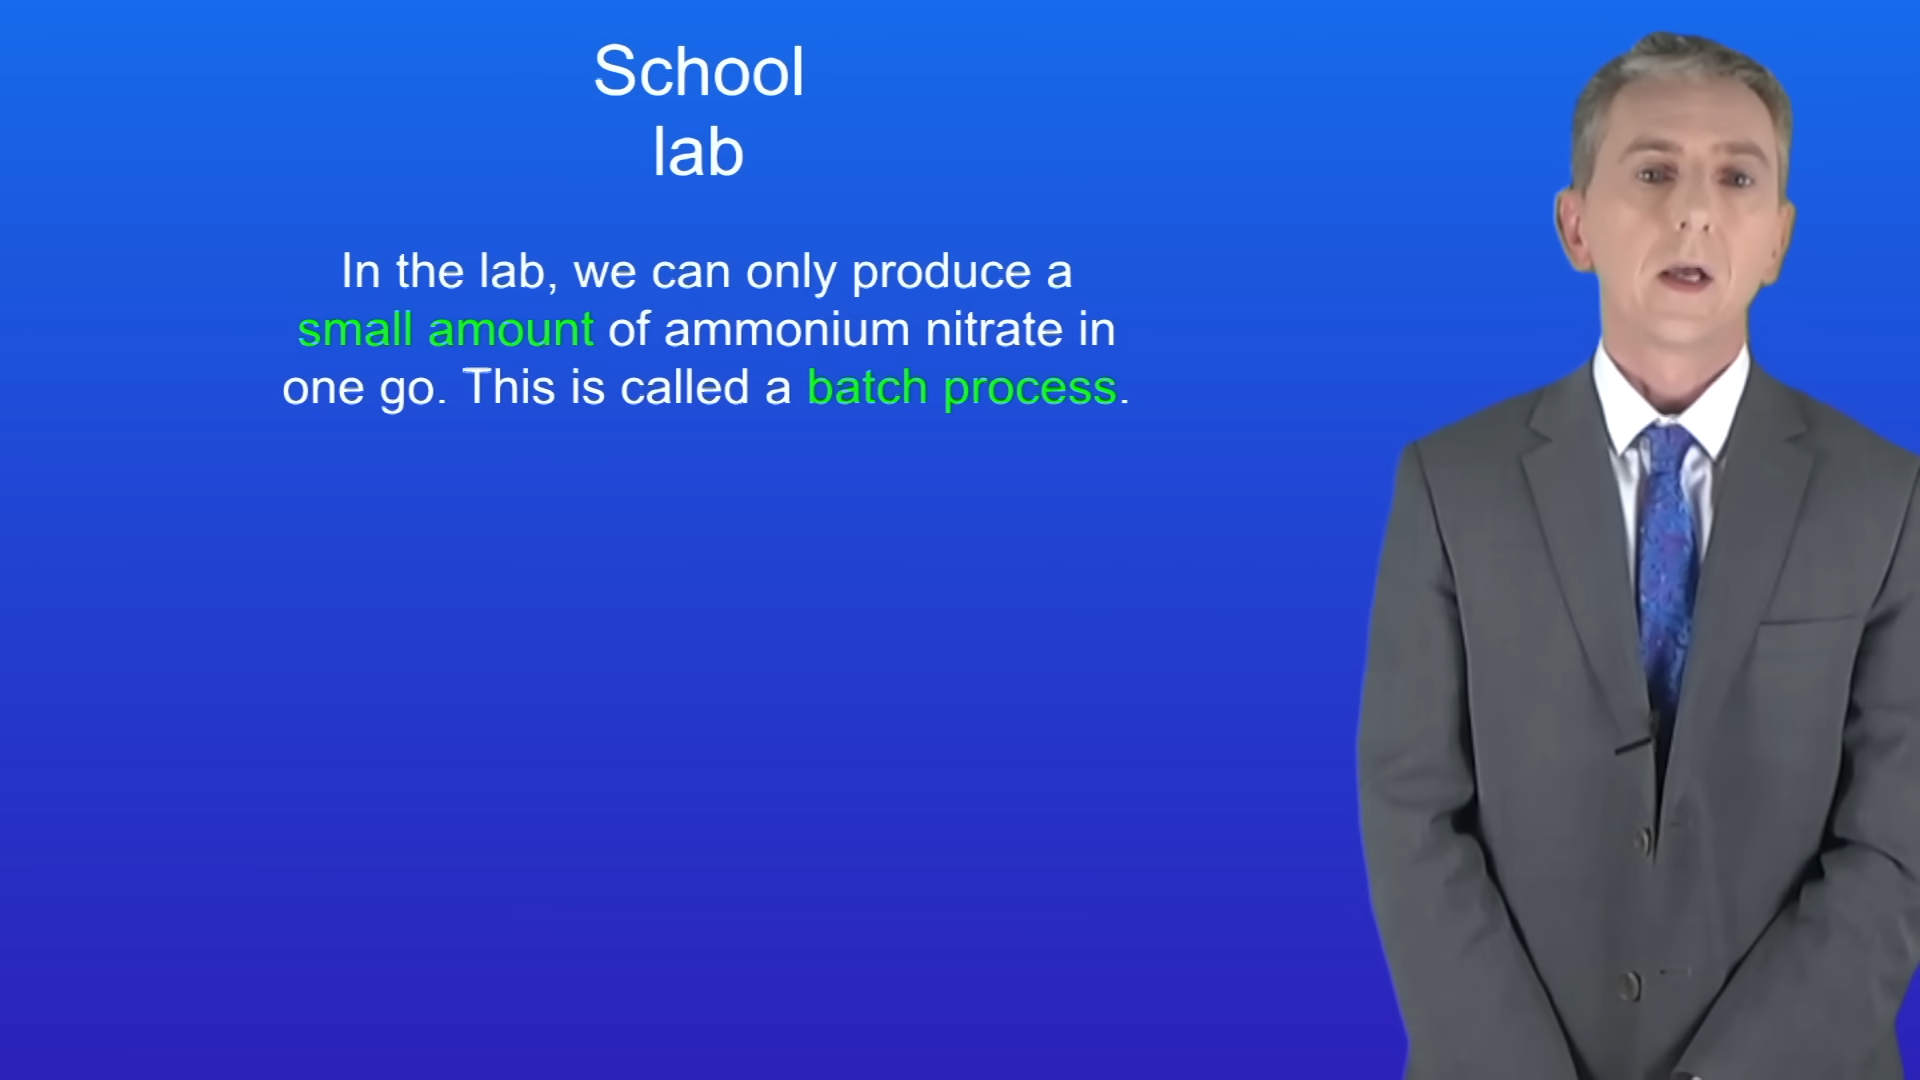 School
lab
In the lab, we can only produce a
small amount of ammonium nitrate in
one go. This is called a batch process.